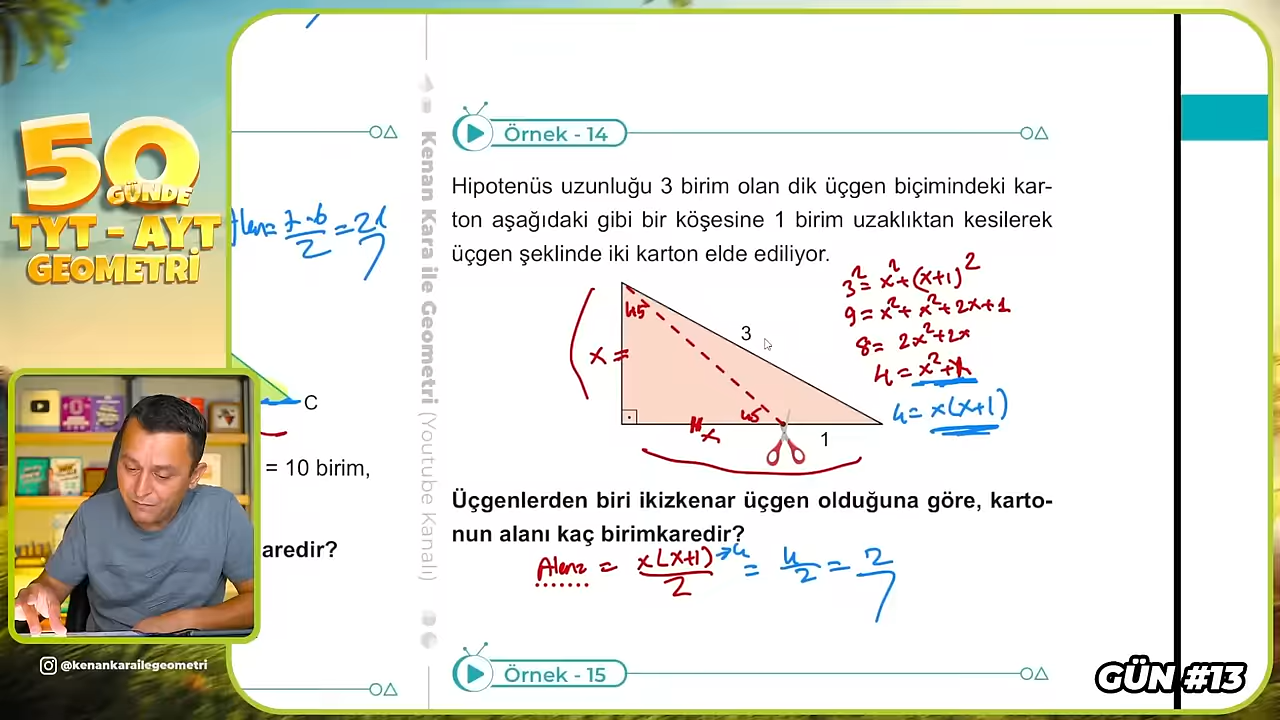 50
GÜNDE
TYT - AYT
GEOMETRİ
@kenankarailegeometri
Alan = 7·6/2 = 21
C
= 10 birim,
aredir?
Kenan Kara ile Geometri (Youtube Kanalı)
Örnek - 14
Hipotenüs uzunluğu 3 birim olan dik üçgen biçimindeki kar-
ton aşağıdaki gibi bir köşesine 1 birim uzaklıktan kesilerek
üçgen şeklinde iki karton elde ediliyor.
45
3
x
45
x
1
3² = x² + (x+1)²
9 = x² + x² + 2x + 1
8 = 2x² + 2x
4 = x² + x
4 = x(x+1)
Üçgenlerden biri ikizkenar üçgen olduğuna göre, karto-
nun alanı kaç birimkaredir?
Alanı = x(x+1)/2 → 4 = 4/2 = 2
Örnek - 15
GÜN #13